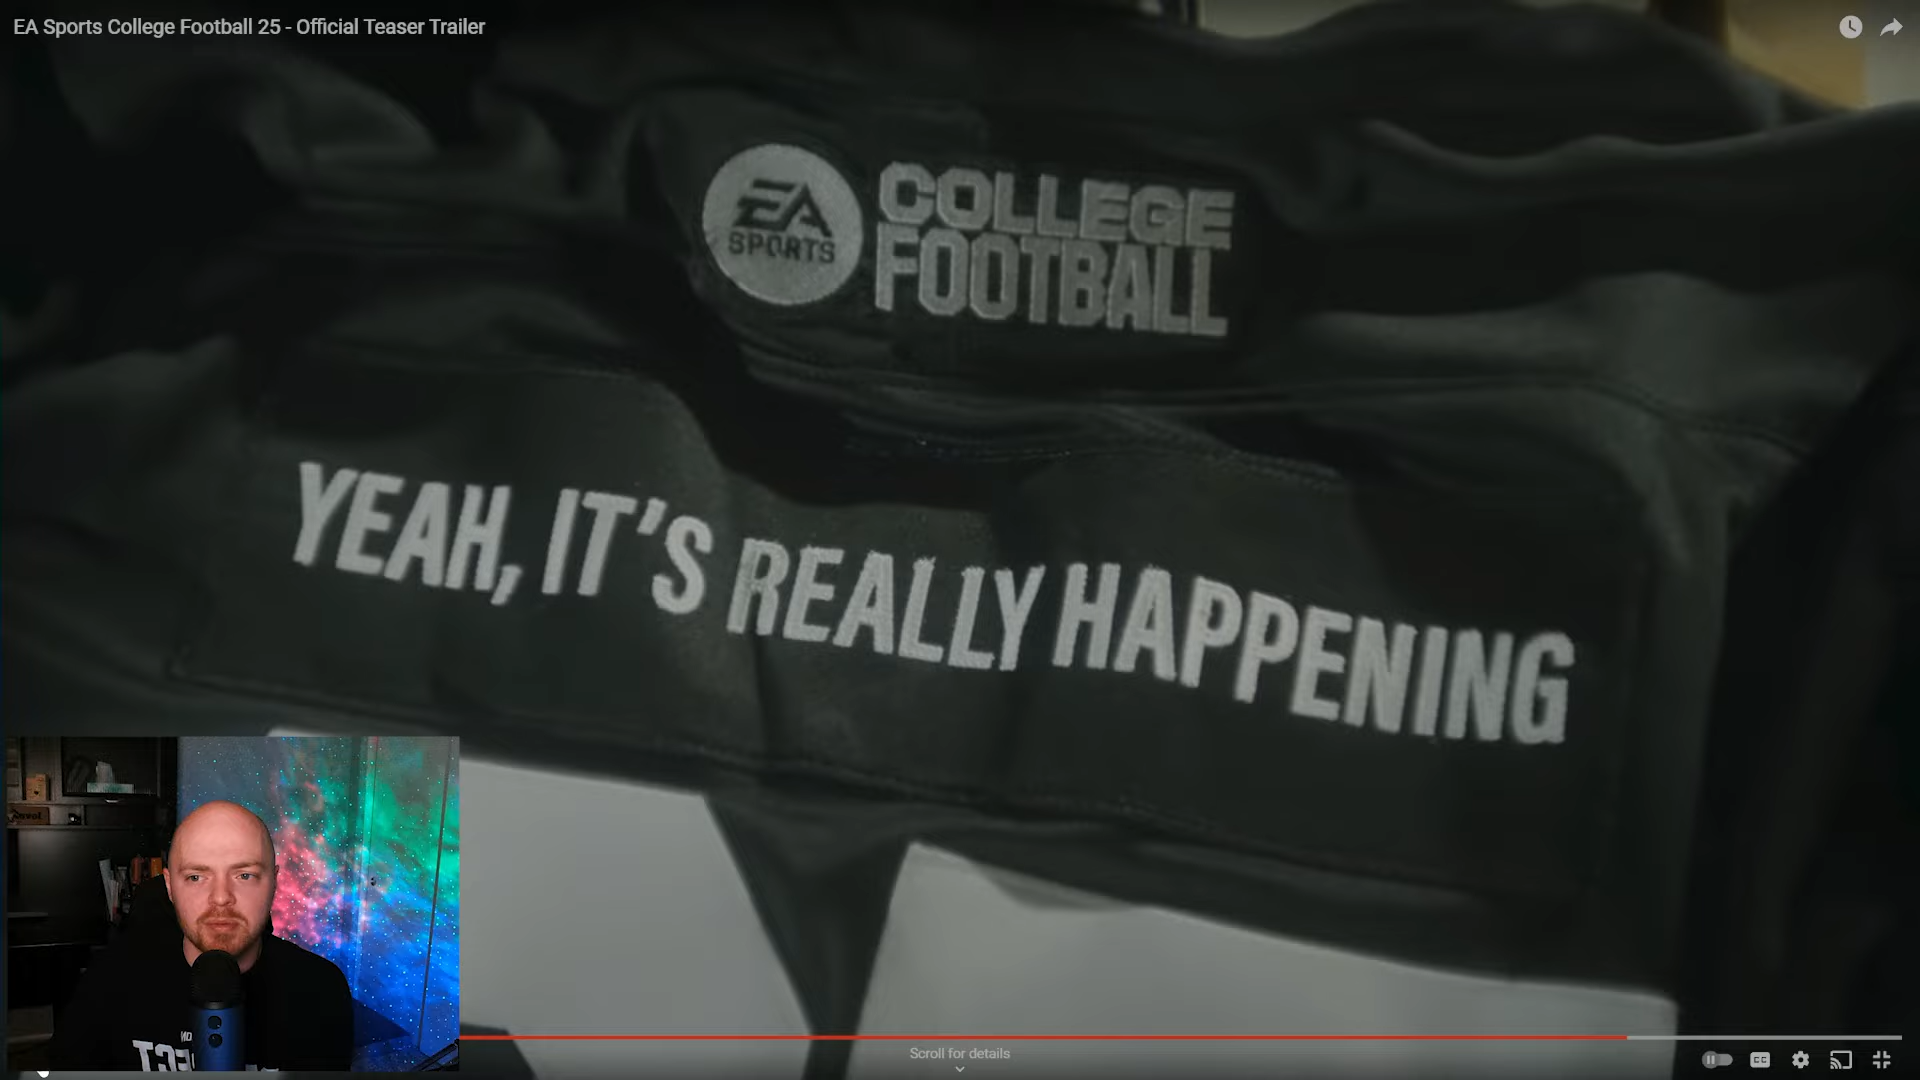 EA Sports College Football 25 - Official Teaser Trailer
EA
SPORTS
COLLEGE
FOOTBALL
YEAH, IT'S REALLY HAPPENING
Scroll for details
CC